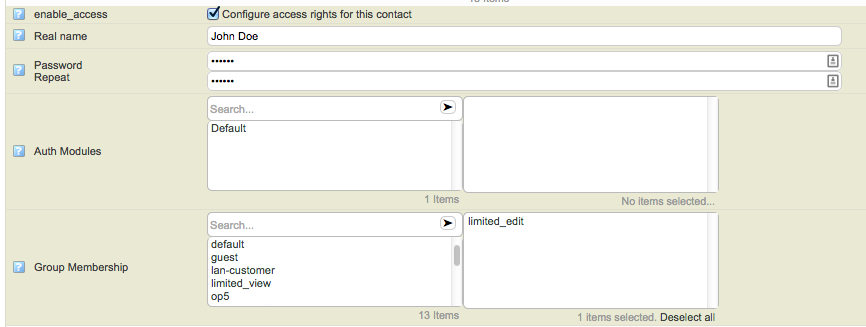 enable_access
Configure access rights for this contact
Real name
John Doe
Password
Repeat
••••••
••••••
Auth Modules
Search...
Default
1 Items
No items selected...
Group Membership
Search...
default
guest
lan-customer
limited_view
op5
13 Items
limited_edit
1 items selected. Deselect all